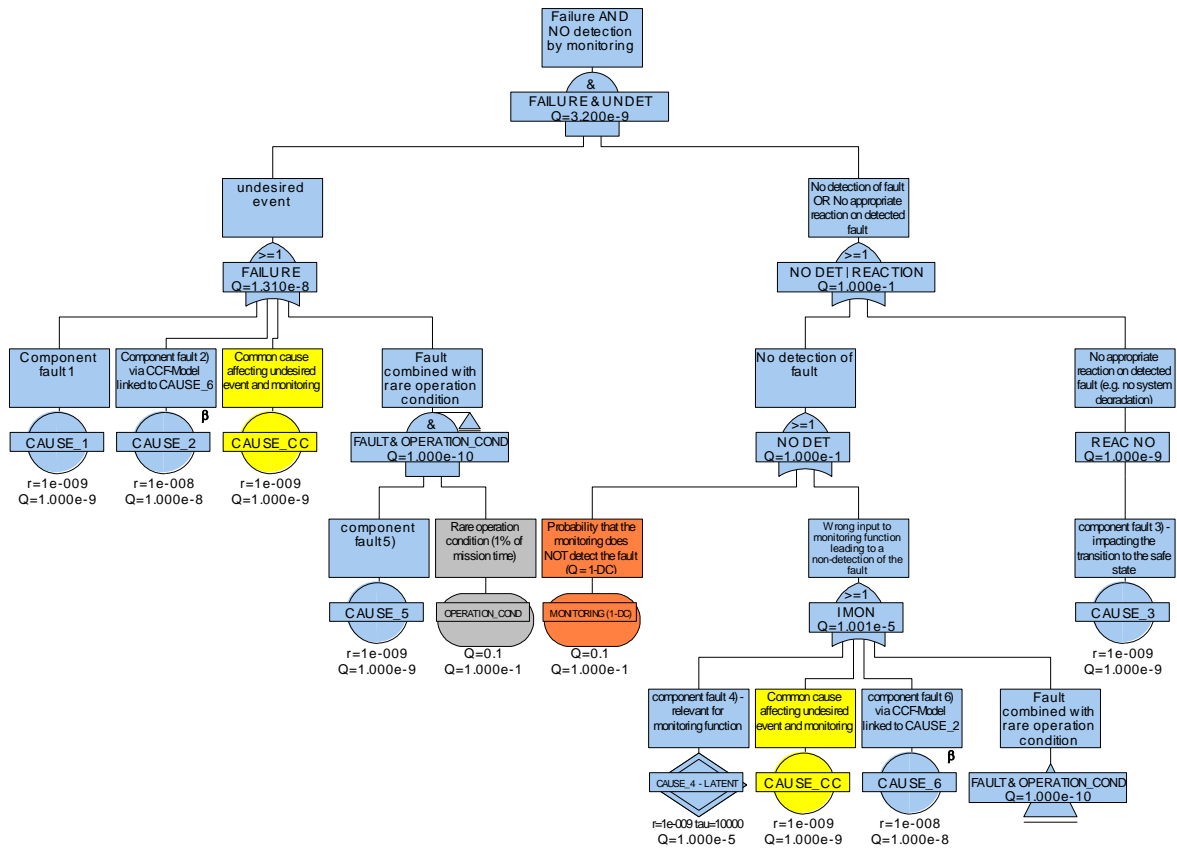 Failure AND
NO detection
by monitoring
&
FAILURE & UNDET
Q=3.200e-9
undesired
event
>=1
FAILURE
Q=1.310e-8
No detection of fault
OR No appropriate
reaction on detected
fault
>=1
NO DET | REACTION
Q=1.000e-1
Component
fault 1
CAUSE_1
r=1e-009
Q=1.000e-9
Component fault 2)
via CCF-Model
linked to CAUSE_6
β
CAUSE_2
r=1e-008
Q=1.000e-8
Common cause
affecting undesired
event and monitoring
CAUSE_CC
r=1e-009
Q=1.000e-9
Fault
combined with
rare operation
condition
&
FAULT & OPERATION_COND
Q=1.000e-10
No detection of
fault
>=1
NO DET
Q=1.000e-1
No appropriate
reaction on detected
fault (e.g. no system
degradation)
REAC NO
Q=1.000e-9
component
fault 5)
CAUSE_5
r=1e-009
Q=1.000e-9
Rare operation
condition (1% of
mission time)
OPERATION_COND
Q=0.1
Q=1.000e-1
Probability that the
monitoring does
NOT detect the fault
(Q = 1-DC)
MONITORING (1-DC)
Q=0.1
Q=1.000e-1
Wrong input to
monitoring function
leading to a
non-detection of the
fault
>=1
IMON
Q=1.001e-5
component fault 3) -
impacting the
transition to the safe
state
CAUSE_3
r=1e-009
Q=1.000e-9
component fault 4) -
relevant for
monitoring function
CAUSE_4 - LATENT
r=1e-009 tau=10000
Q=1.000e-5
Common cause
affecting undesired
event and monitoring
CAUSE_CC
r=1e-009
Q=1.000e-9
component fault 6)
via CCF-Model
linked to CAUSE_2
β
CAUSE_6
r=1e-008
Q=1.000e-8
Fault
combined with
rare operation
condition
FAULT & OPERATION_COND
Q=1.000e-10